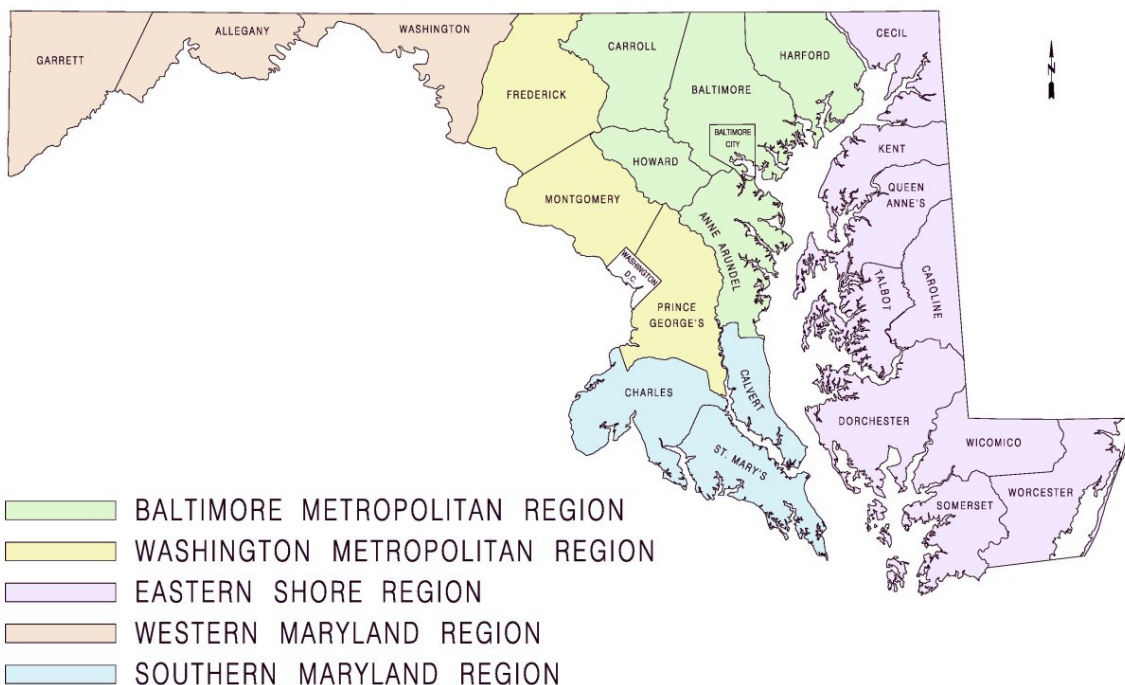 GARRETT
ALLEGANY
WASHINGTON
FREDERICK
CARROLL
BALTIMORE
HARFORD
CECIL
N
BALTIMORE
CITY
HOWARD
KENT
QUEEN
ANNE'S
MONTGOMERY
ANNE ARUNDEL
WASHINGTON
D.C.
TALBOT
CAROLINE
PRINCE
GEORGE'S
CHARLES
CALVERT
DORCHESTER
ST. MARY'S
WICOMICO
SOMERSET
WORCESTER
BALTIMORE METROPOLITAN REGION
WASHINGTON METROPOLITAN REGION
EASTERN SHORE REGION
WESTERN MARYLAND REGION
SOUTHERN MARYLAND REGION